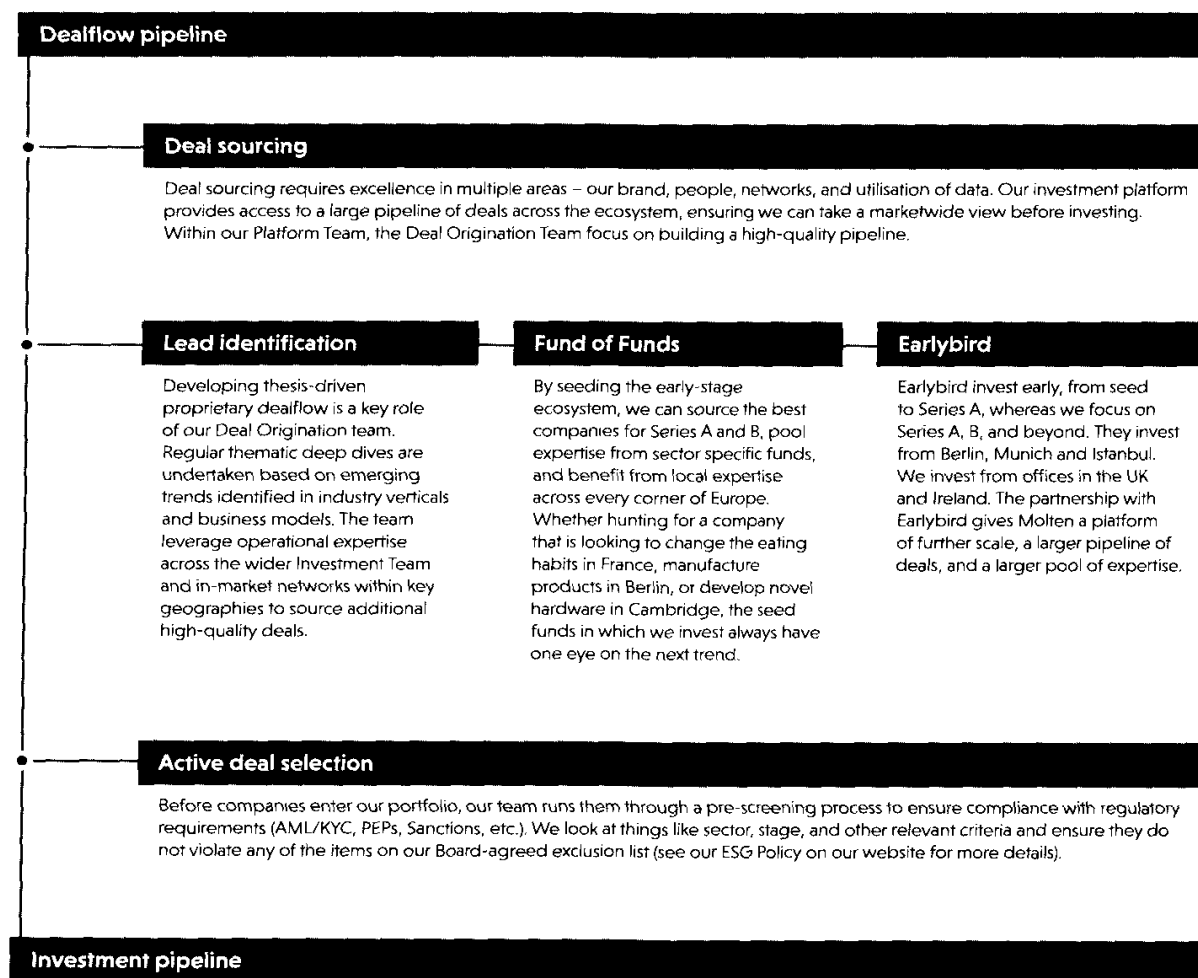 Dealflow pipeline
Deal sourcing
Deal sourcing requires excellence in multiple areas – our brand, people, networks, and utilisation of data. Our investment platform
provides access to a large pipeline of deals across the ecosystem, ensuring we can take a marketwide view before investing.
Within our Platform Team, the Deal Origination Team focus on building a high-quality pipeline.
Lead identification
Developing thesis-driven
proprietary dealflow is a key role
of our Deal Origination team.
Regular thematic deep dives are
undertaken based on emerging
trends identified in industry verticals
and business models. The team
leverage operational expertise
across the wider Investment Team
and in-market networks within key
geographies to source additional
high-quality deals.
Fund of Funds
By seeding the early-stage
ecosystem, we can source the best
companies for Series A and B, pool
expertise from sector specific funds,
and benefit from local expertise
across every corner of Europe.
Whether hunting for a company
that is looking to change the eating
habits in France, manufacture
products in Berlin, or develop novel
hardware in Cambridge, the seed
funds in which we invest always have
one eye on the next trend.
Earlybird
Earlybird invest early, from seed
to Series A, whereas we focus on
Series A, B, and beyond. They invest
from Berlin, Munich and Istanbul.
We invest from offices in the UK
and Ireland. The partnership with
Earlybird gives Molten a platform
of further scale, a larger pipeline of
deals, and a larger pool of expertise.
Active deal selection
Before companies enter our portfolio, our team runs them through a pre-screening process to ensure compliance with regulatory
requirements (AML/KYC, PEPs, Sanctions, etc.). We look at things like sector, stage, and other relevant criteria and ensure they do
not violate any of the items on our Board-agreed exclusion list (see our ESG Policy on our website for more details).
Investment pipeline